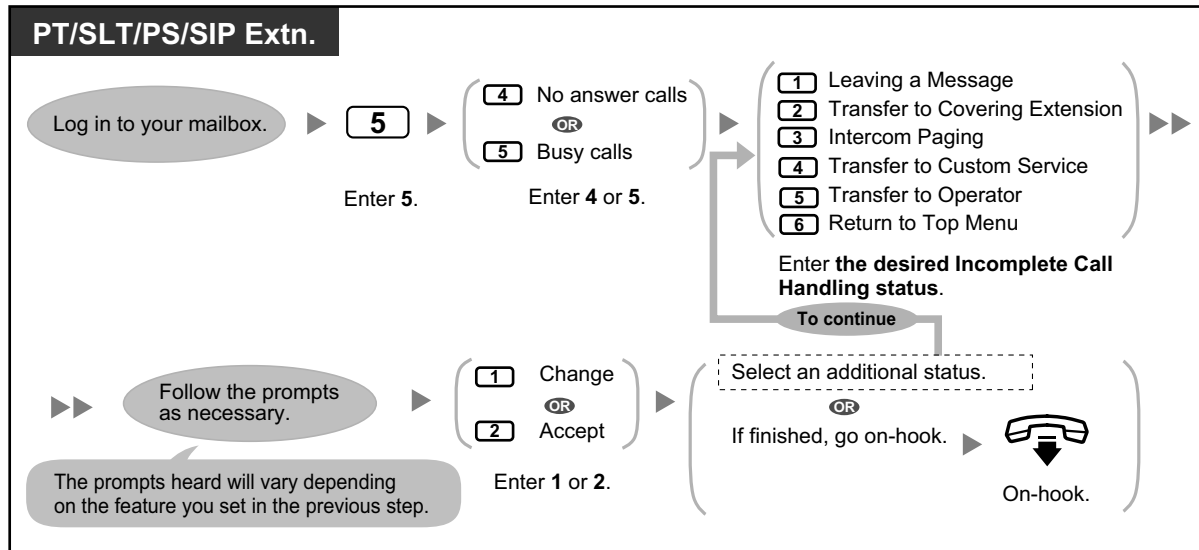 PT/SLT/PS/SIP Extn.
Log in to your mailbox.
5
Enter 5.
4 No answer calls
OR
5 Busy calls
Enter 4 or 5.
1 Leaving a Message
2 Transfer to Covering Extension
3 Intercom Paging
4 Transfer to Custom Service
5 Transfer to Operator
6 Return to Top Menu
Enter the desired Incomplete Call
Handling status.
To continue
Follow the prompts
as necessary.
The prompts heard will vary depending
on the feature you set in the previous step.
1 Change
OR
2 Accept
Enter 1 or 2.
Select an additional status.
OR
If finished, go on-hook.
On-hook.